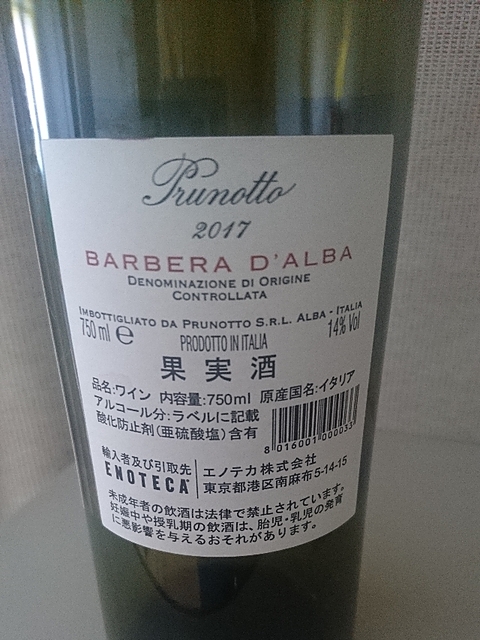 Prunotto
2017
BARBERA D'ALBA
DENOMINAZIONE DI ORIGINE
CONTROLLATA
IMBOTTIGLIATO DA PRUNOTTO S.R.L. ALBA - ITALIA
750 ml e PRODOTTO IN ITALIA 14% Vol
果実酒
品名:ワイン 内容量:750ml 原産国名:イタリア
アルコール分:ラベルに記載
酸化防止剤(亜硫酸塩)含有
8 016001 000033
輸入者及び引取先
ENOTECA
エノテカ株式会社
東京都港区南麻布5-14-15
未成年者の飲酒は法律で禁止されています。
妊娠中や授乳期の飲酒は、胎児・乳児の発育
に悪影響を与えるおそれがあります。